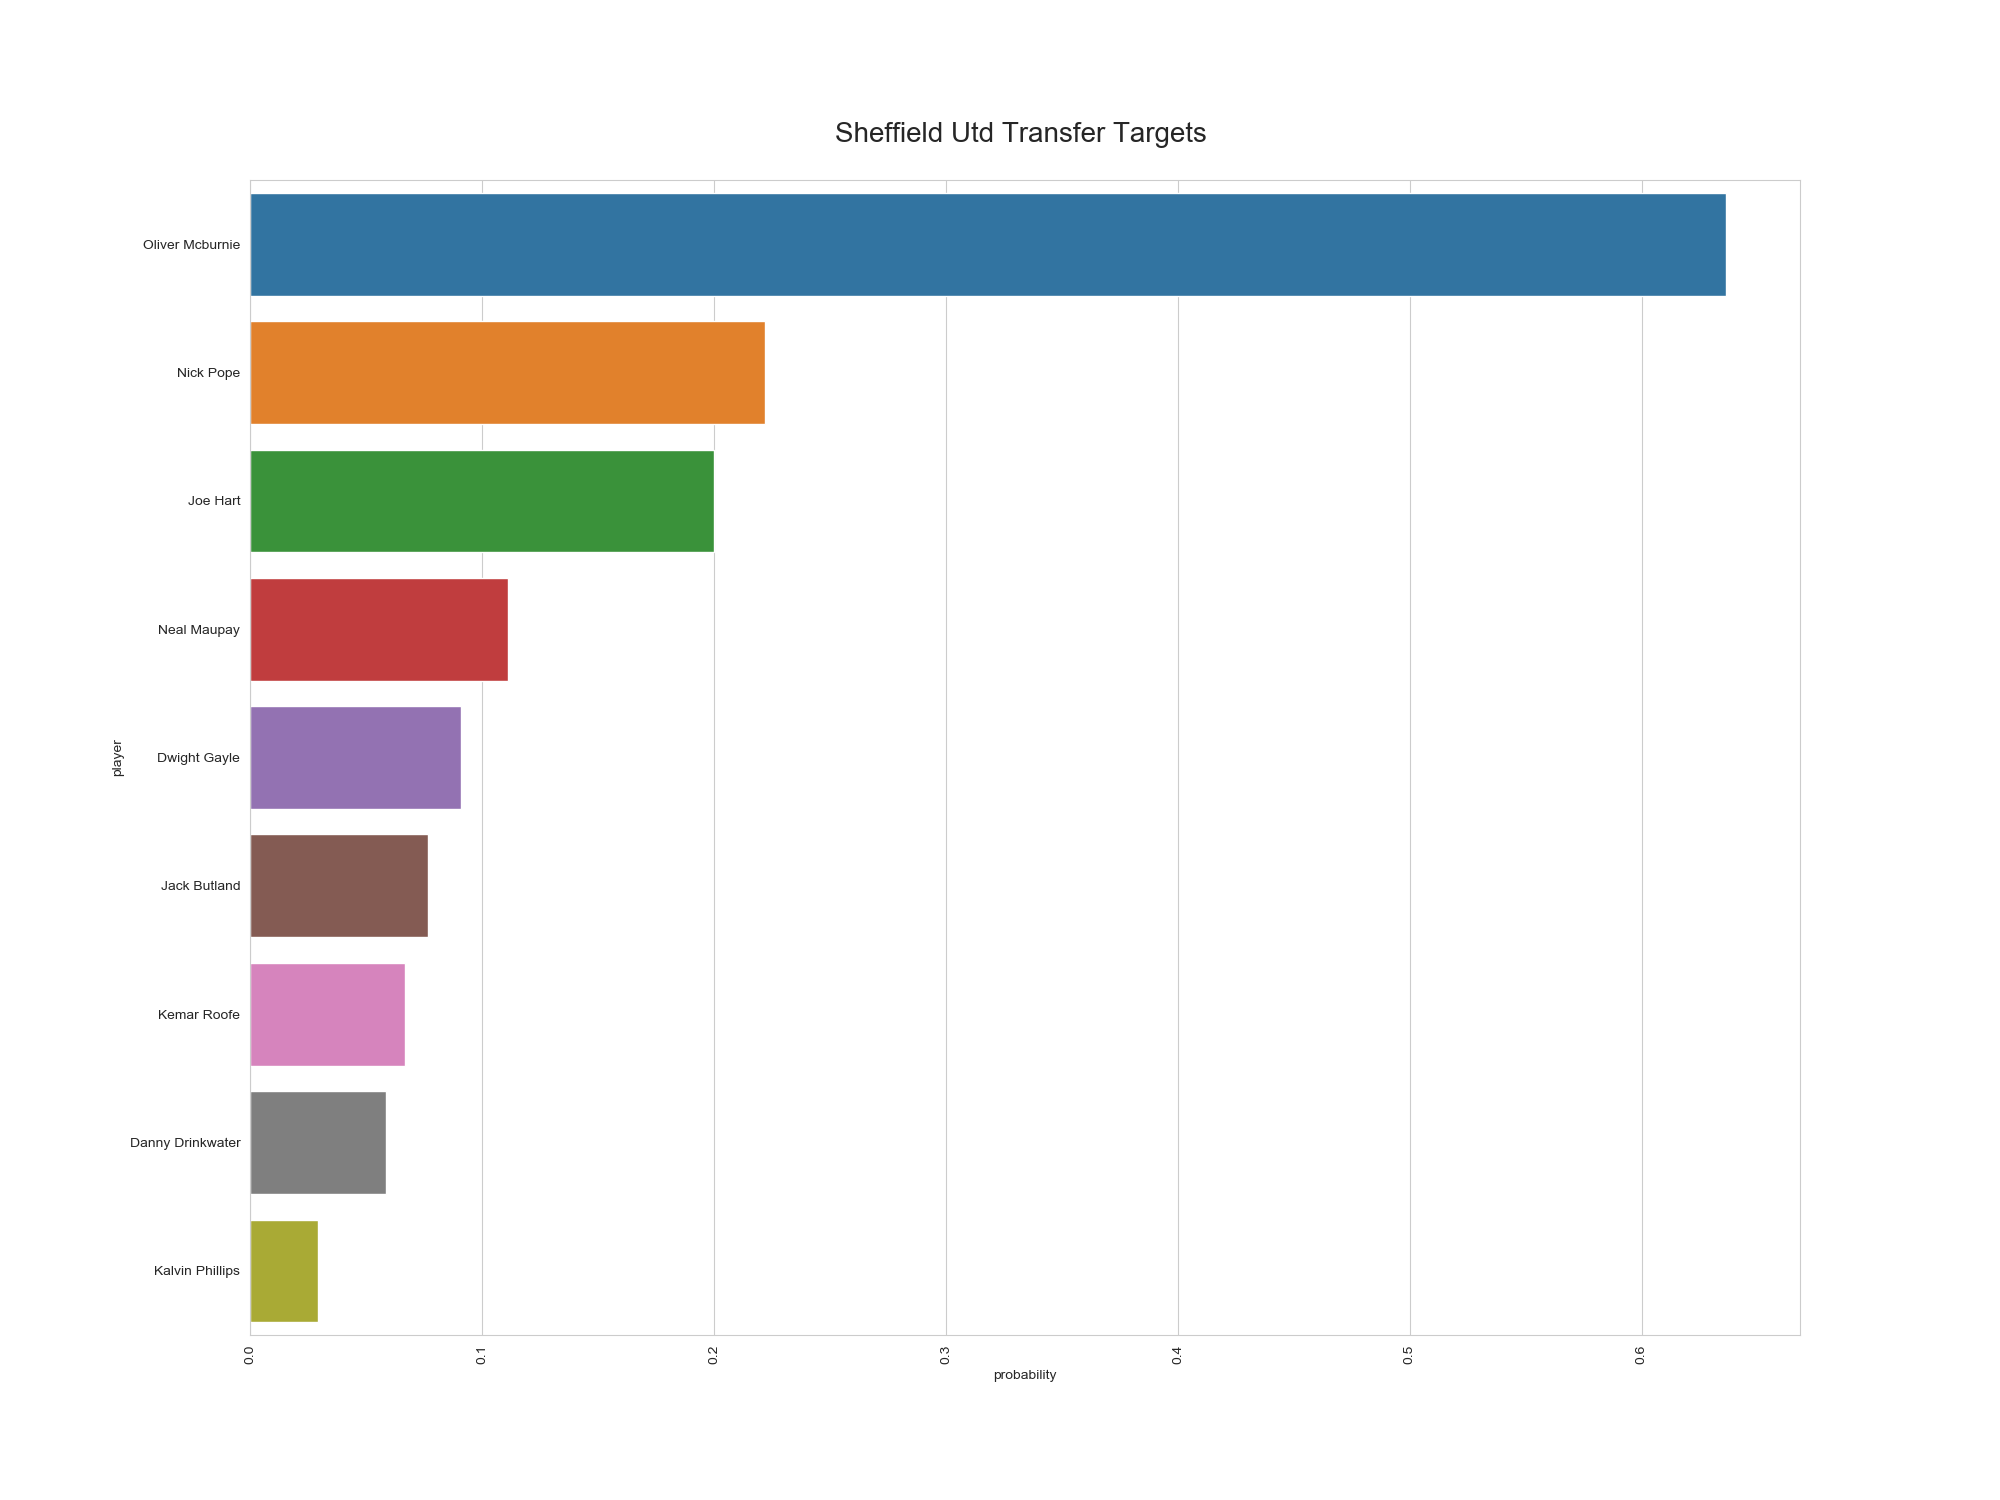 Sheffield Utd Transfer Targets
Oliver Mcburnie
Nick Pope
Joe Hart
Neal Maupay
Dwight Gayle
Jack Butland
Kemar Roofe
Danny Drinkwater
Kalvin Phillips
player
0.0 0.1 0.2 0.3 0.4 0.5 0.6
probability